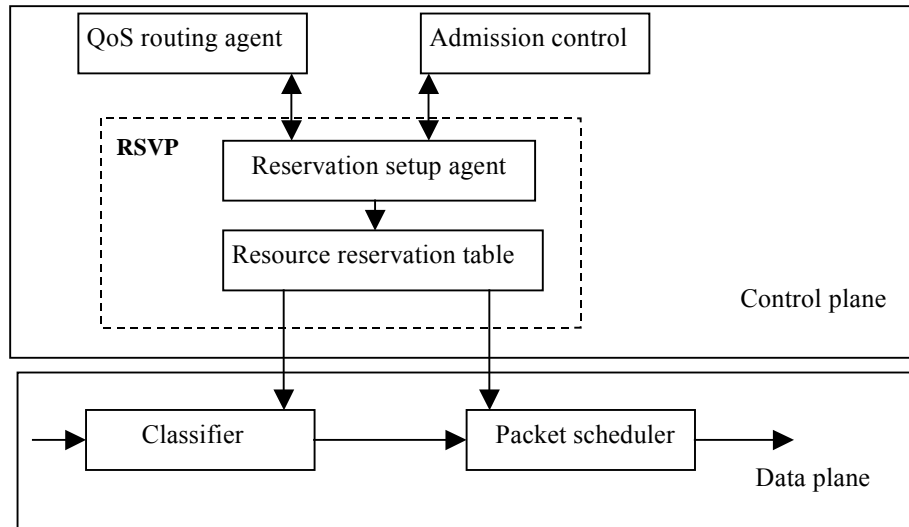 QoS routing agent
Admission control
RSVP
Reservation setup agent
Resource reservation table
Control plane
Classifier
Packet scheduler
Data plane